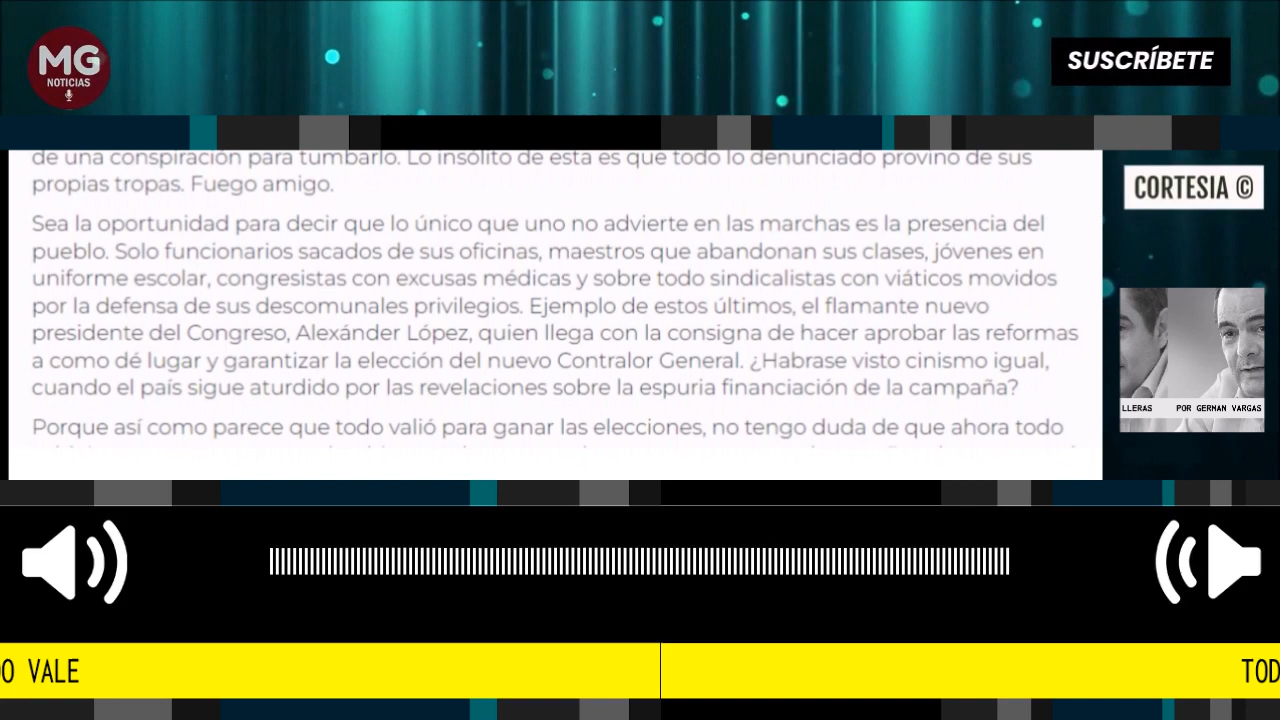 MG
NOTICIAS
SUSCRÍBETE
de una conspiración para tumbarlo. Lo insólito de esta es que todo lo denunciado provino de sus
propias tropas. Fuego amigo.
Sea la oportunidad para decir que lo único que uno no advierte en las marchas es la presencia del
pueblo. Solo funcionarios sacados de sus oficinas, maestros que abandonan sus clases, jóvenes en
uniforme escolar, congresistas con excusas médicas y sobre todo sindicalistas con viáticos movidos
por la defensa de sus descomunales privilegios. Ejemplo de estos últimos, el flamante nuevo
presidente del Congreso, Alexánder López, quien llega con la consigna de hacer aprobar las reformas
a como dé lugar y garantizar la elección del nuevo Contralor General. ¿Habrase visto cinismo igual,
cuando el país sigue aturdido por las revelaciones sobre la espuria financiación de la campaña?
Porque así como parece que todo valió para ganar las elecciones, no tengo duda de que ahora todo
CORTESIA ©
LLERAS POR GERMAN VARGAS
DO VALE
TOD